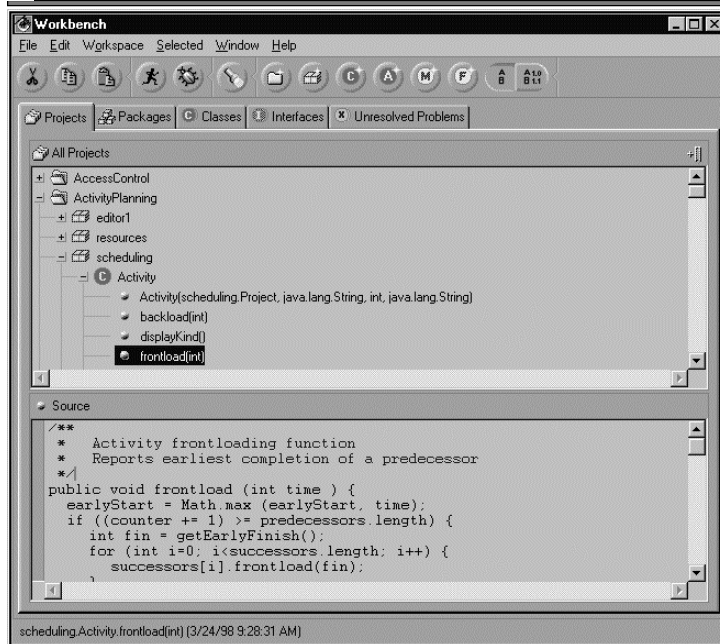 Workbench
File Edit Workspace Selected Window Help
C A M F A B A 1.0 B 1.1
Projects Packages C Classes I Interfaces X Unresolved Problems
All Projects
AccessControl
ActivityPlanning
editor1
resources
scheduling
C Activity
Activity(scheduling.Project, java.lang.String, int, java.lang.String)
backload(int)
displayKind()
frontload(int)
Source
/**
*   Activity frontloading function
*   Reports earliest completion of a predecessor
*/
public void frontload (int time ) {
earlyStart = Math.max (earlyStart, time);
if ((counter += 1) >= predecessors.length) {
int fin = getEarlyFinish();
for (int i=0; i<successors.length; i++) {
successors[i].frontload(fin);
}
scheduling.Activity.frontload(int) (3/24/98 9:28:31 AM)